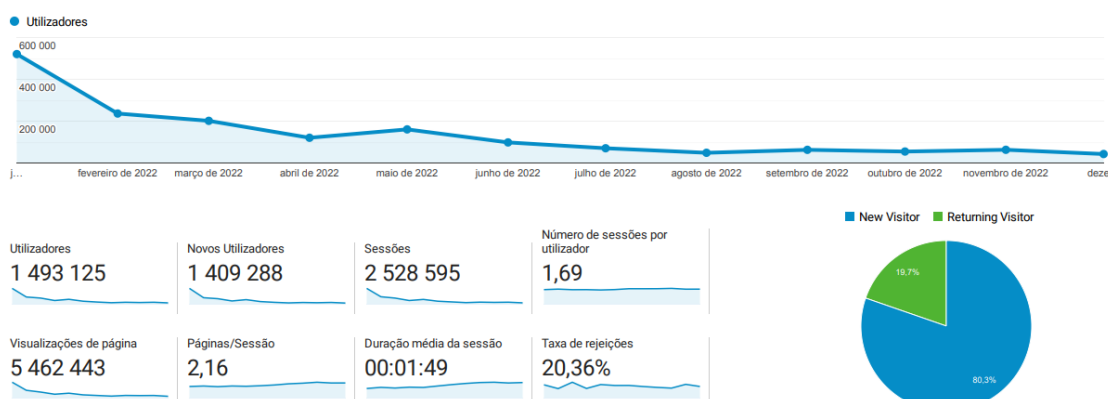 Utilizadores
600 000
400 000
200 000
j...
fevereiro de 2022
março de 2022
abril de 2022
maio de 2022
junho de 2022
julho de 2022
agosto de 2022
setembro de 2022
outubro de 2022
novembro de 2022
deze
New Visitor
Returning Visitor
Utilizadores
1 493 125
Novos Utilizadores
1 409 288
Sessões
2 528 595
Número de sessões por
utilizador
1,69
Visualizações de página
5 462 443
Páginas/Sessão
2,16
Duração média da sessão
00:01:49
Taxa de rejeições
20,36%
19,7%
80,3%